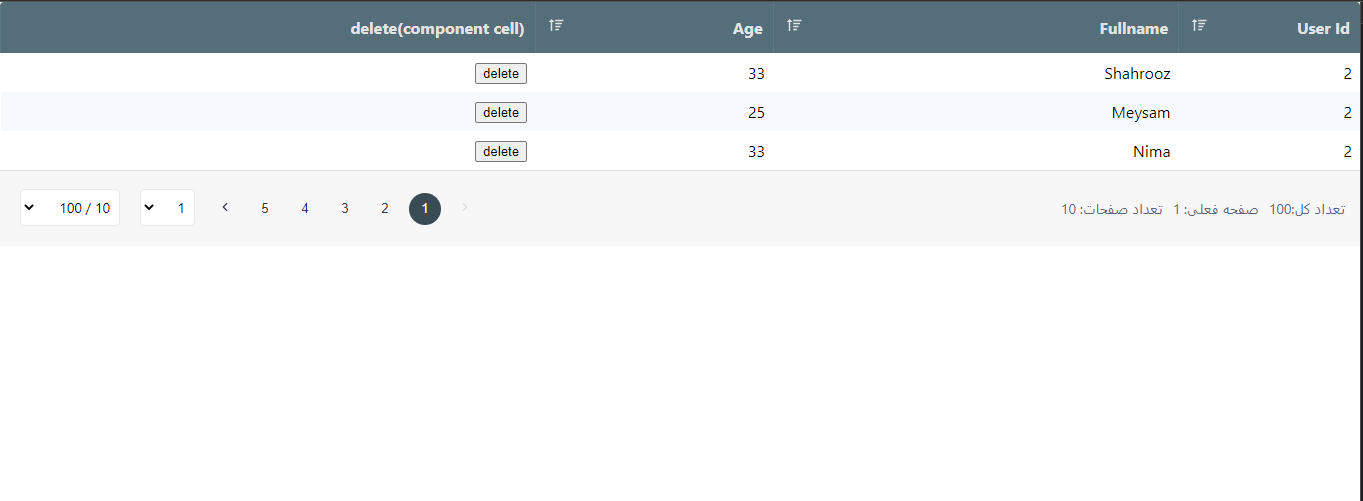 User Id Fullname Age delete(component cell)
2 Shahrooz 33 delete
2 Meysam 25 delete
2 Nima 33 delete
تعداد کل:100 صفحه فعلی: 1 تعداد صفحات: 10
1 2 3 4 5 1 100 / 10